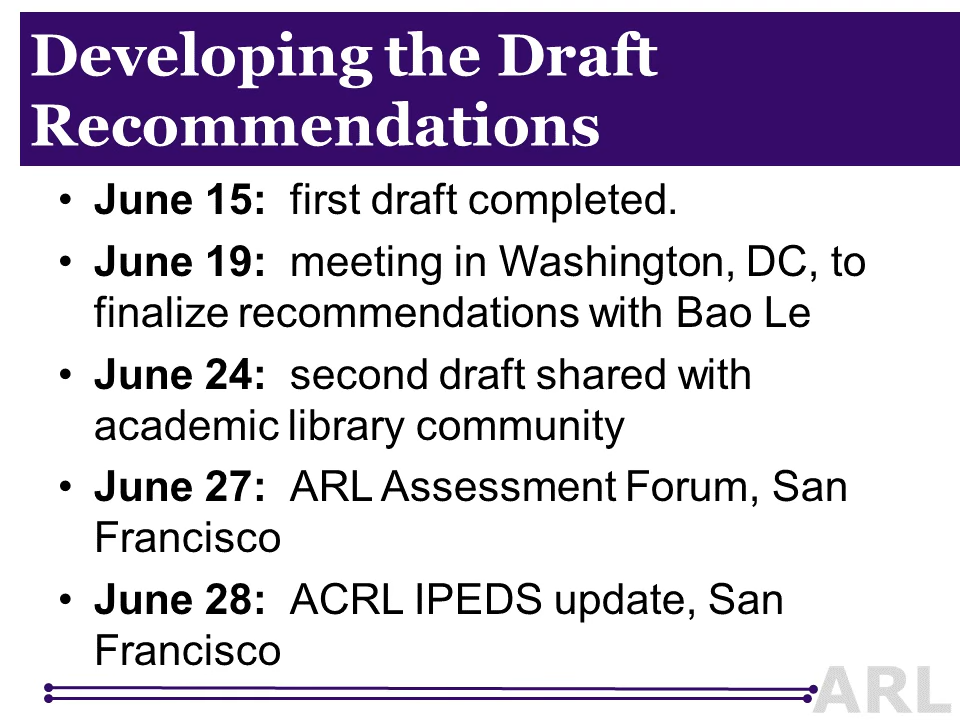 Developing the Draft
Recommendations
• June 15: first draft completed.
• June 19: meeting in Washington, DC, to
finalize recommendations with Bao Le
• June 24: second draft shared with
academic library community
• June 27: ARL Assessment Forum, San
Francisco
• June 28: ACRL IPEDS update, San
Francisco
ARL